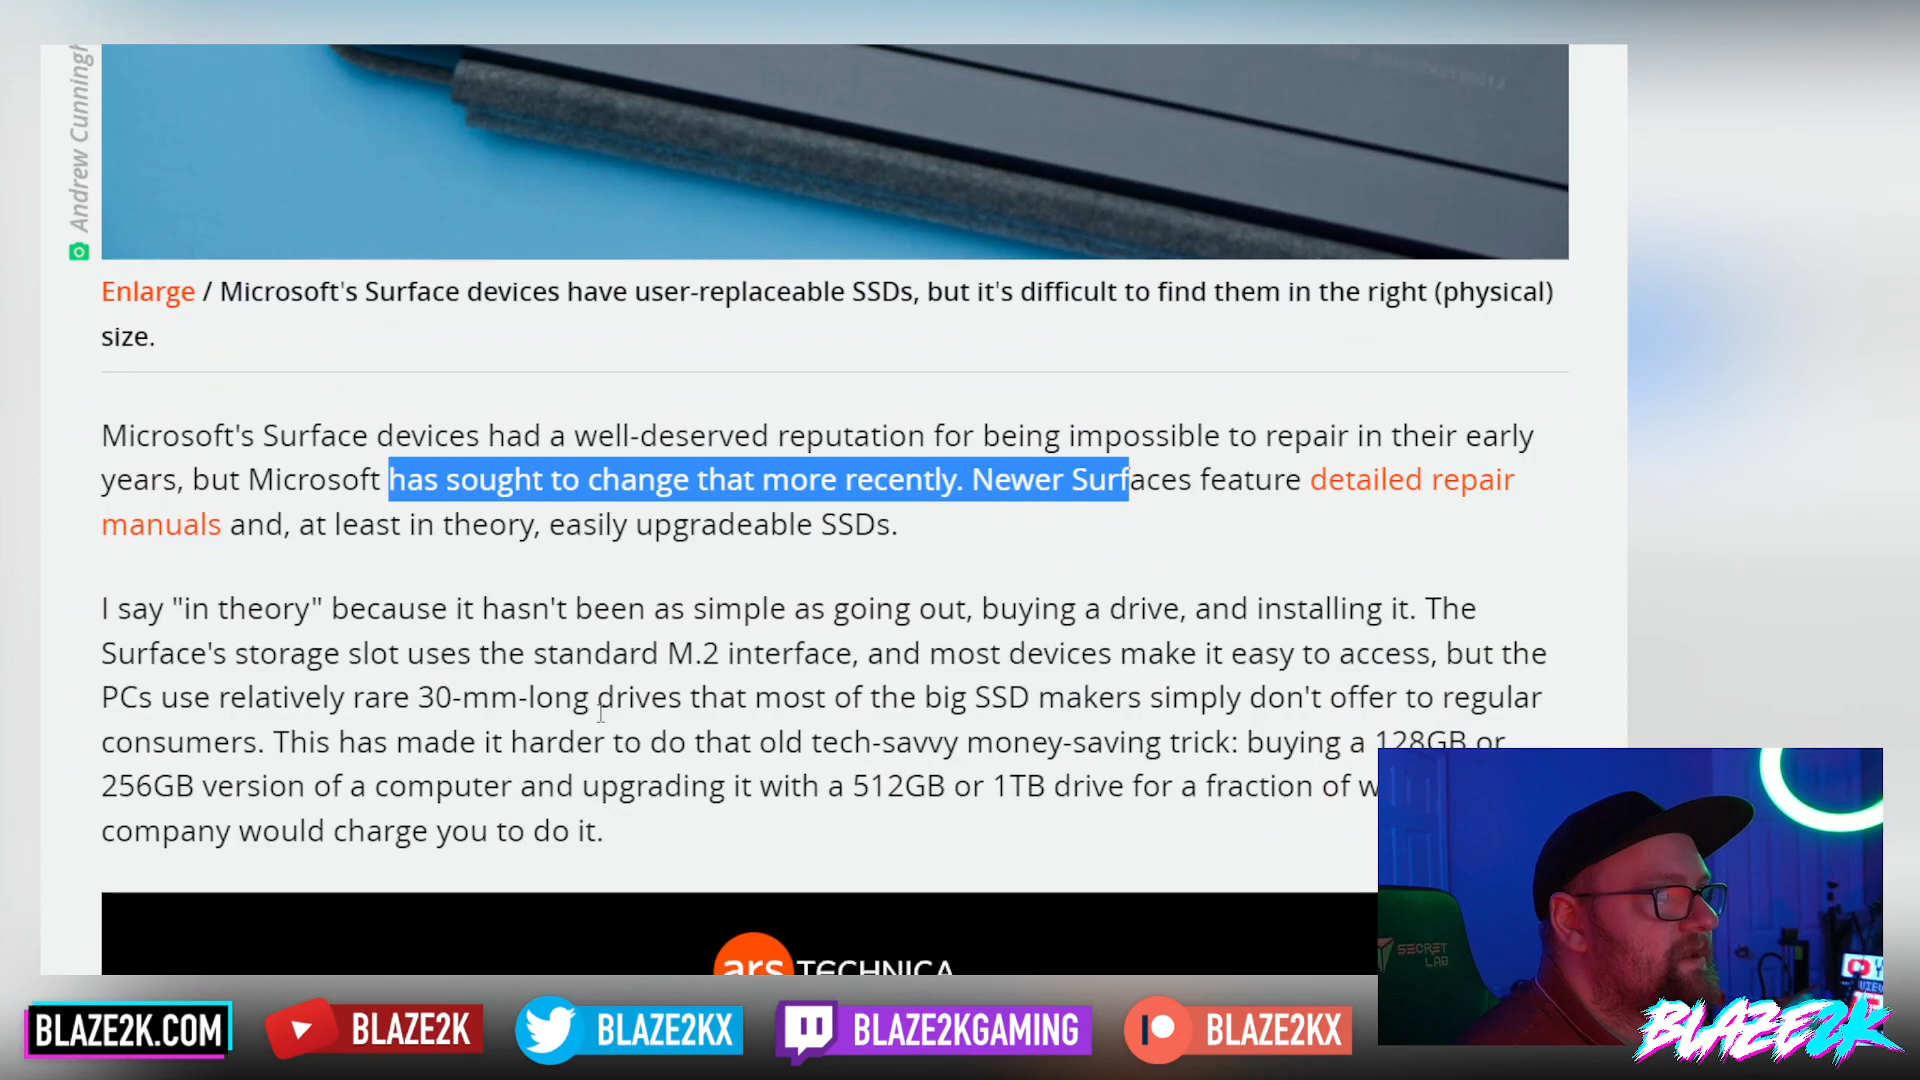 Andrew Cunningh
Enlarge / Microsoft's Surface devices have user-replaceable SSDs, but it's difficult to find them in the right (physical)
size.
Microsoft's Surface devices had a well-deserved reputation for being impossible to repair in their early
years, but Microsoft has sought to change that more recently. Newer Surfaces feature detailed repair
manuals and, at least in theory, easily upgradeable SSDs.
I say "in theory" because it hasn't been as simple as going out, buying a drive, and installing it. The
Surface's storage slot uses the standard M.2 interface, and most devices make it easy to access, but the
PCs use relatively rare 30-mm-long drives that most of the big SSD makers simply don't offer to regular
consumers. This has made it harder to do that old tech-savvy money-saving trick: buying a 128GB or
256GB version of a computer and upgrading it with a 512GB or 1TB drive for a fraction of w
company would charge you to do it.
ars TECHNICA
SECRET
LAB
BLAZE2K.COM
BLAZE2K
BLAZE2KX
BLAZE2KGAMING
BLAZE2KX
BLAZE2K